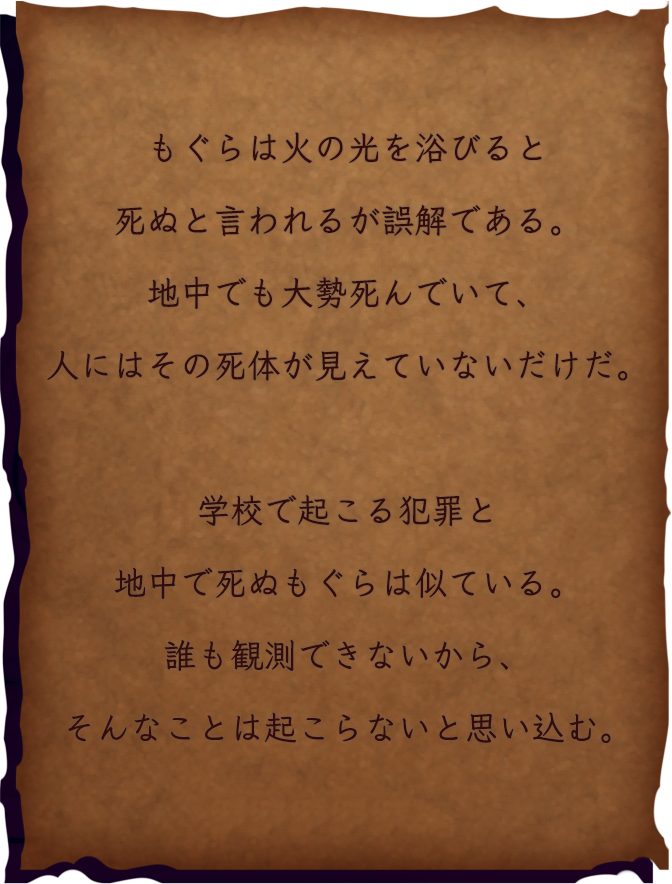 もぐらは火の光を浴びると
死ぬと言われるが誤解である。
地中でも大勢死んでいて、
人にはその死体が見えていないだけだ。
学校で起こる犯罪と
地中で死ぬもぐらは似ている。
誰も観測できないから、
そんなことは起こらないと思い込む。